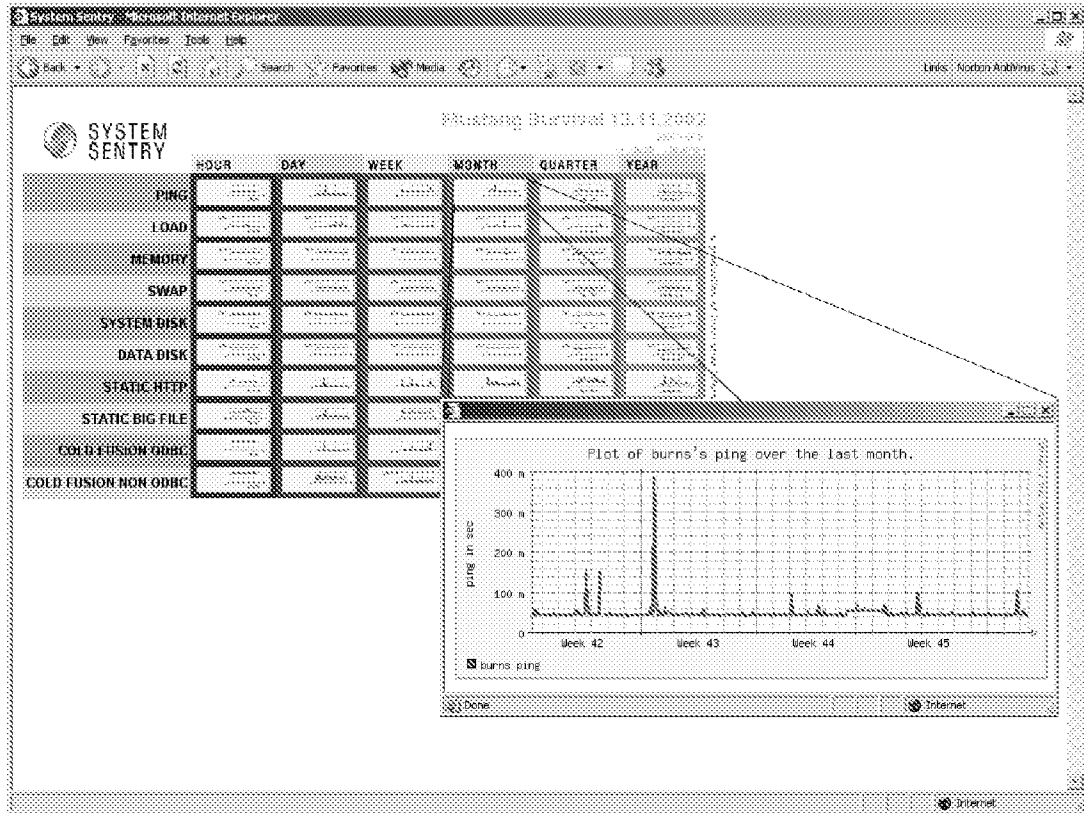 System Sentry - Microsoft Internet Explorer
File Edit View Favorites Tools Help
Back Search Favorites Media Links Norton AntiVirus
Mustang Survival 13.11.2002
SYSTEM
SENTRY
HOUR DAY WEEK MONTH QUARTER YEAR
PING
LOAD
MEMORY
SWAP
SYSTEM DISK
DATA DISK
STATIC HTTP
STATIC BIG FILE
COLD FUSION ODBC
COLD FUSION NON ODBC
Plot of burns's ping over the last month.
400 m
300 m
200 m
100 m
0
ping in sec
Week 42 Week 43 Week 44 Week 45
burns ping
Done Internet
Internet